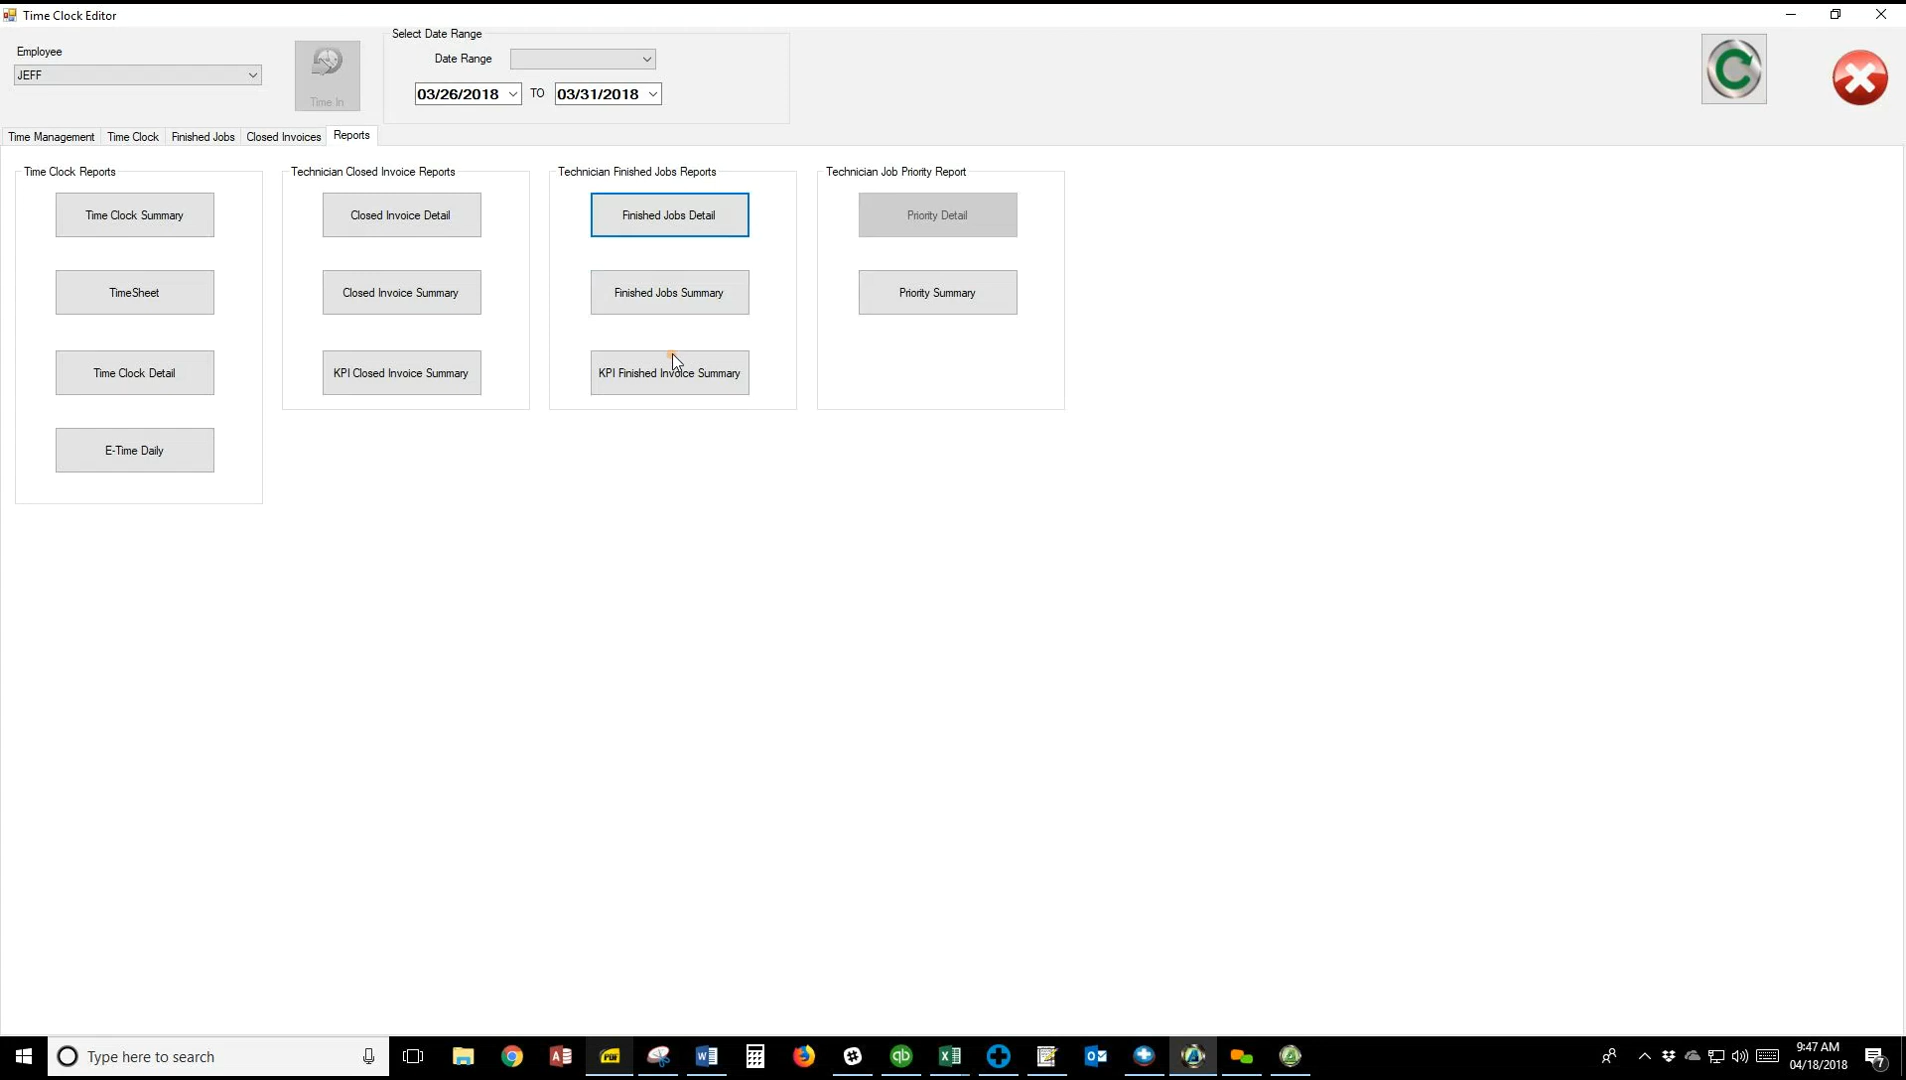 Time Clock Editor
Employee
JEFF
Time In
Select Date Range
Date Range
03/26/2018 TO 03/31/2018
Time Management Time Clock Finished Jobs Closed Invoices Reports
Time Clock Reports
Time Clock Summary
TimeSheet
Time Clock Detail
E-Time Daily
Technician Closed Invoice Reports
Closed Invoice Detail
Closed Invoice Summary
KPI Closed Invoice Summary
Technician Finished Jobs Reports
Finished Jobs Detail
Finished Jobs Summary
KPI Finished Invoice Summary
Technician Job Priority Report
Priority Detail
Priority Summary
Type here to search
PDF
qb
9:47 AM
04/18/2018
7